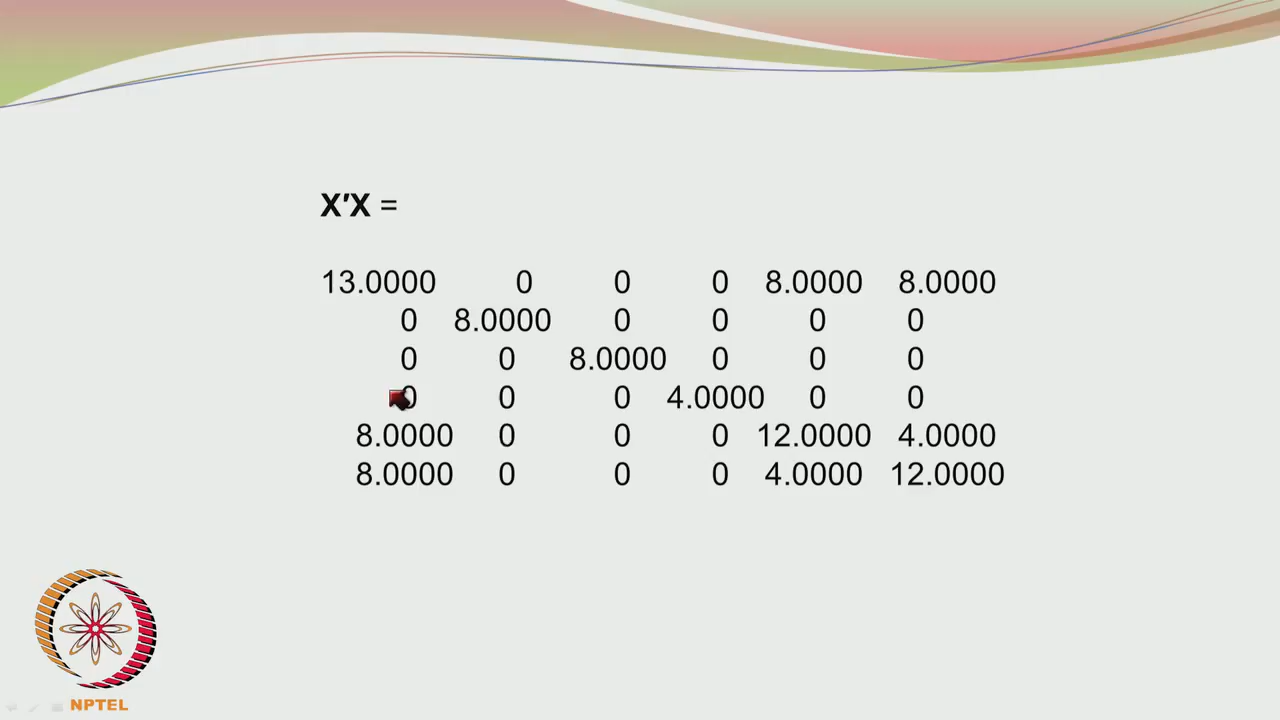 X′X =
13.0000 0 0 0 8.0000 8.0000
0 8.0000 0 0 0 0
0 0 8.0000 0 0 0
0 0 0 4.0000 0 0
8.0000 0 0 0 12.0000 4.0000
8.0000 0 0 0 4.0000 12.0000
NPTEL